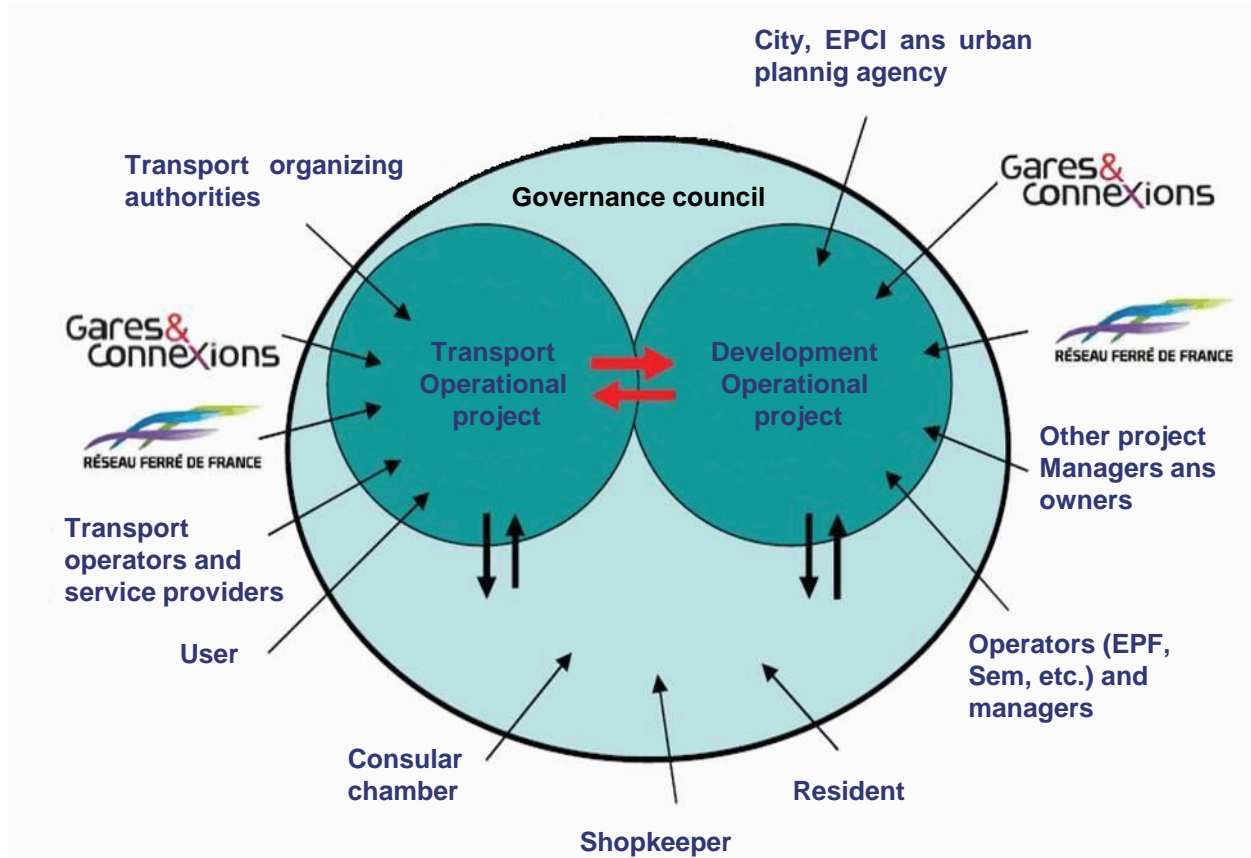 City, EPCI ans urban
plannig agency
Transport organizing
authorities
Gares&
conneXions
Governance council
Gares&
conneXions
RÉSEAU FERRÉ DE FRANCE
Transport
Operational
project
Development
Operational
project
RÉSEAU FERRÉ DE FRANCE
Other project
Managers ans
owners
Transport
operators and
service providers
User
Operators (EPF,
Sem, etc.) and
managers
Consular
chamber
Resident
Shopkeeper